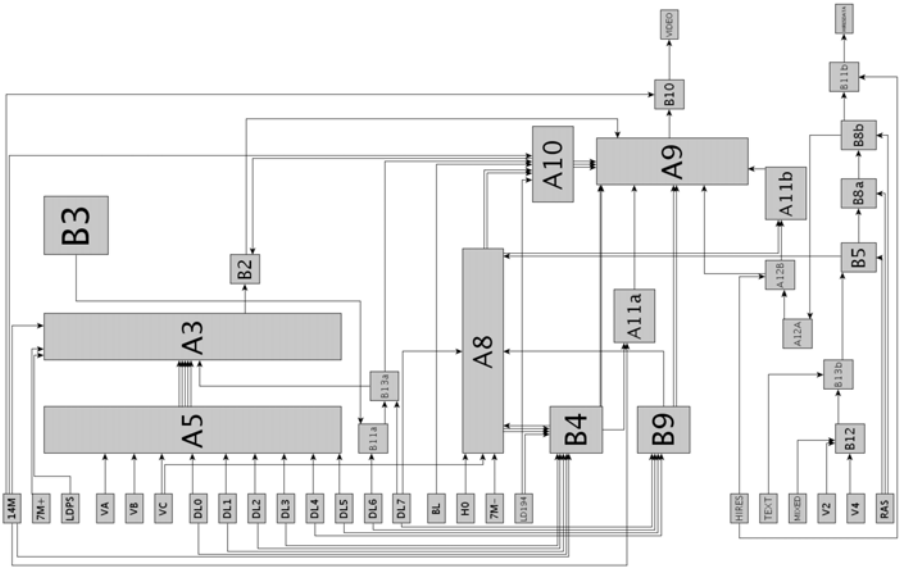 VIDEO
B10
B11b
A10
A9
B8b
B3
A11b
B8a
B2
B5
A12B
A3
A8
A11a
A12A
B13a
B13b
A5
B11a
B4
B9
B12
14M
7M+
LDPS
VA
VB
VC
DL0
DL1
DL2
DL3
DL4
DL5
DL6
DL7
BL
H0
7M-
LD194
HIRES
TEXT
MIXED
V2
V4
RAS